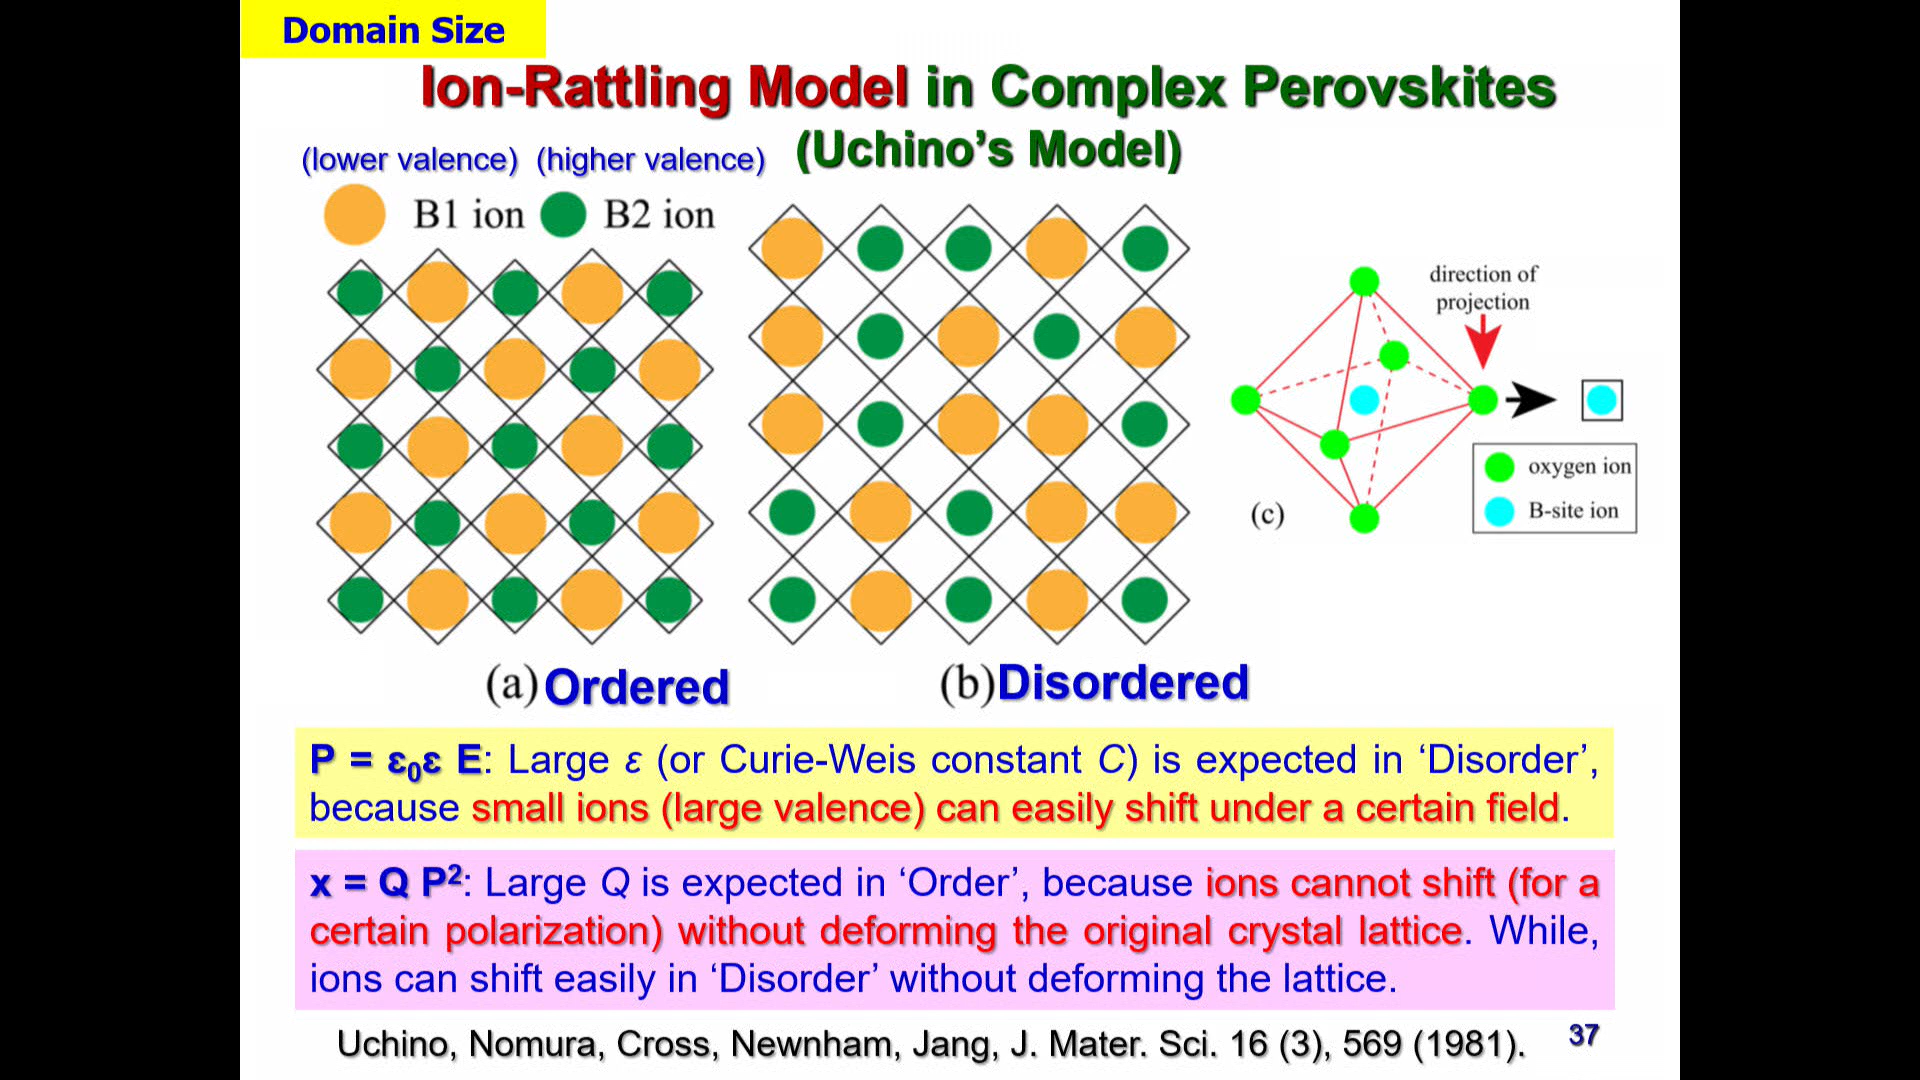 Domain Size
Ion-Rattling Model in Complex Perovskites
(Uchino’s Model)
(lower valence) (higher valence)
B1 ion B2 ion
direction of
projection
oxygen ion
B-site ion
(c)
(a) Ordered
(b) Disordered
P = ε₀ε E: Large ε (or Curie-Weis constant C) is expected in ‘Disorder’,
because small ions (large valence) can easily shift under a certain field.
x = Q P²: Large Q is expected in ‘Order’, because ions cannot shift (for a
certain polarization) without deforming the original crystal lattice. While,
ions can shift easily in ‘Disorder’ without deforming the lattice.
Uchino, Nomura, Cross, Newnham, Jang, J. Mater. Sci. 16 (3), 569 (1981).
37